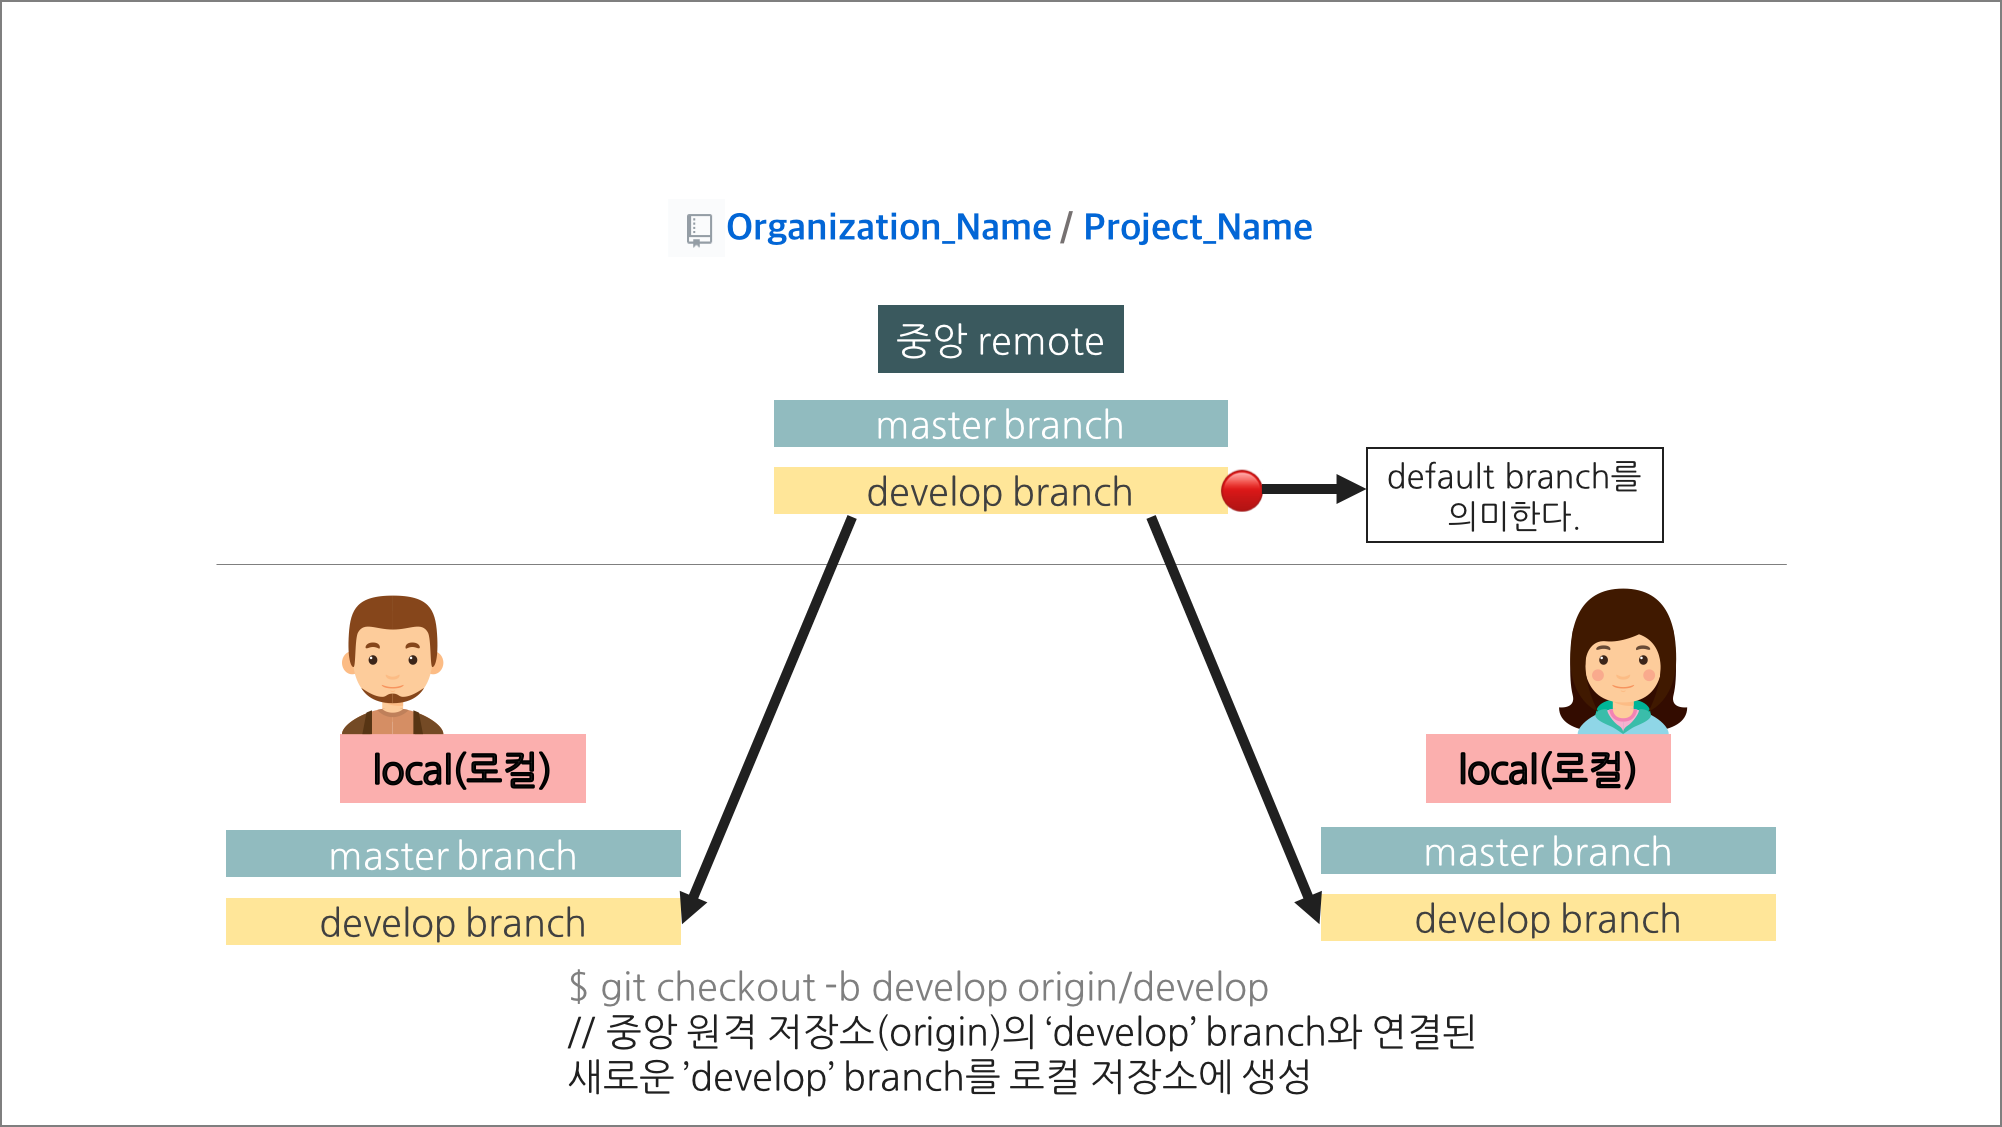 Organization_Name / Project_Name
중앙 remote
master branch
develop branch
default branch를
의미한다.
local(로컬)
master branch
develop branch
local(로컬)
master branch
develop branch
$ git checkout -b develop origin/develop
// 중앙 원격 저장소(origin)의 ‘develop’ branch와 연결된
새로운 ’develop’ branch를 로컬 저장소에 생성